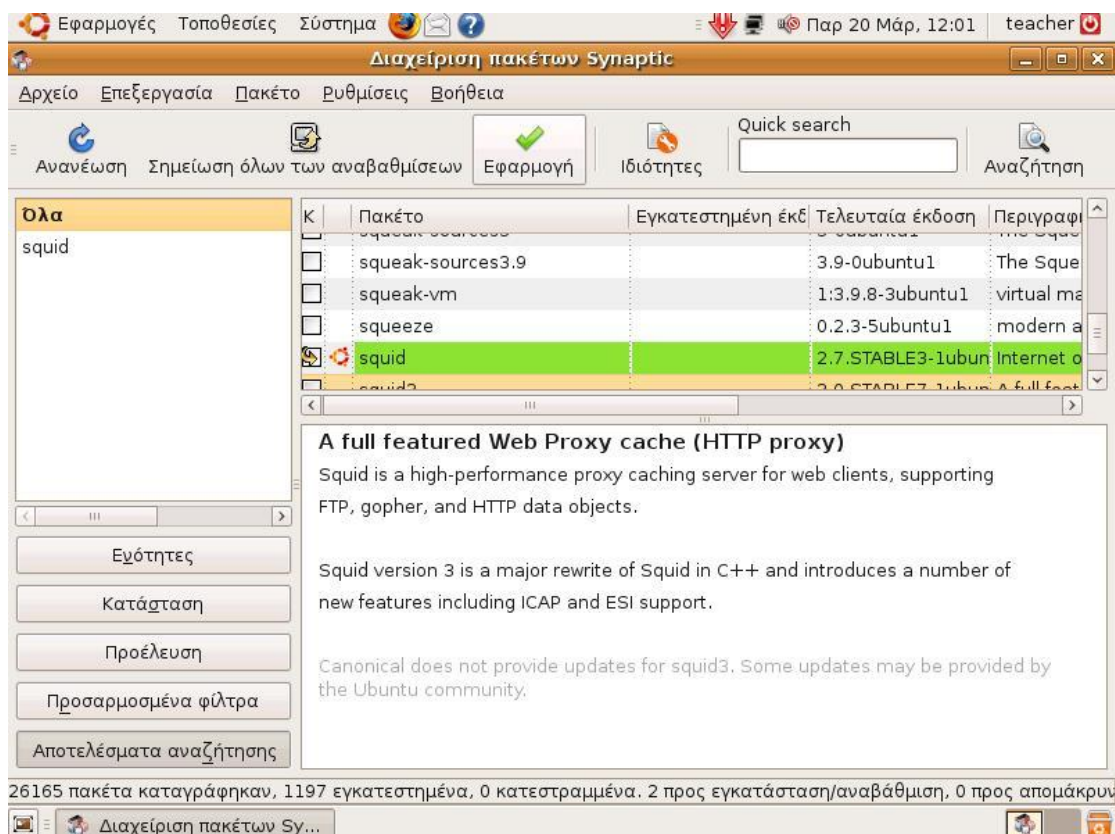 Εφαρμογές Τοποθεσίες Σύστημα Παρ 20 Μάρ, 12:01 teacher
Διαχείριση πακέτων Synaptic
Αρχείο Επεξεργασία Πακέτο Ρυθμίσεις Βοήθεια
Quick search
Ανανέωση Σημείωση όλων των αναβαθμίσεων Εφαρμογή Ιδιότητες Αναζήτηση
Όλα
squid
Κ Πακέτο Εγκατεστημένη έκδ Τελευταία έκδοση Περιγραφι
squeak-sources3.9 3.9-0ubuntu1 The Sque
squeak-vm 1:3.9.8-3ubuntu1 virtual ma
squeeze 0.2.3-5ubuntu1 modern a
squid 2.7.STABLE3-1ubun Internet o
A full featured Web Proxy cache (HTTP proxy)
Squid is a high-performance proxy caching server for web clients, supporting
FTP, gopher, and HTTP data objects.
Squid version 3 is a major rewrite of Squid in C++ and introduces a number of
new features including ICAP and ESI support.
Canonical does not provide updates for squid3. Some updates may be provided by
the Ubuntu community.
Ενότητες
Κατάσταση
Προέλευση
Προσαρμοσμένα φίλτρα
Αποτελέσματα αναζήτησης
26165 πακέτα καταγράφηκαν, 1197 εγκατεστημένα, 0 κατεστραμμένα. 2 προς εγκατάσταση/αναβάθμιση, 0 προς απομάκρυν
Διαχείριση πακέτων Sy...